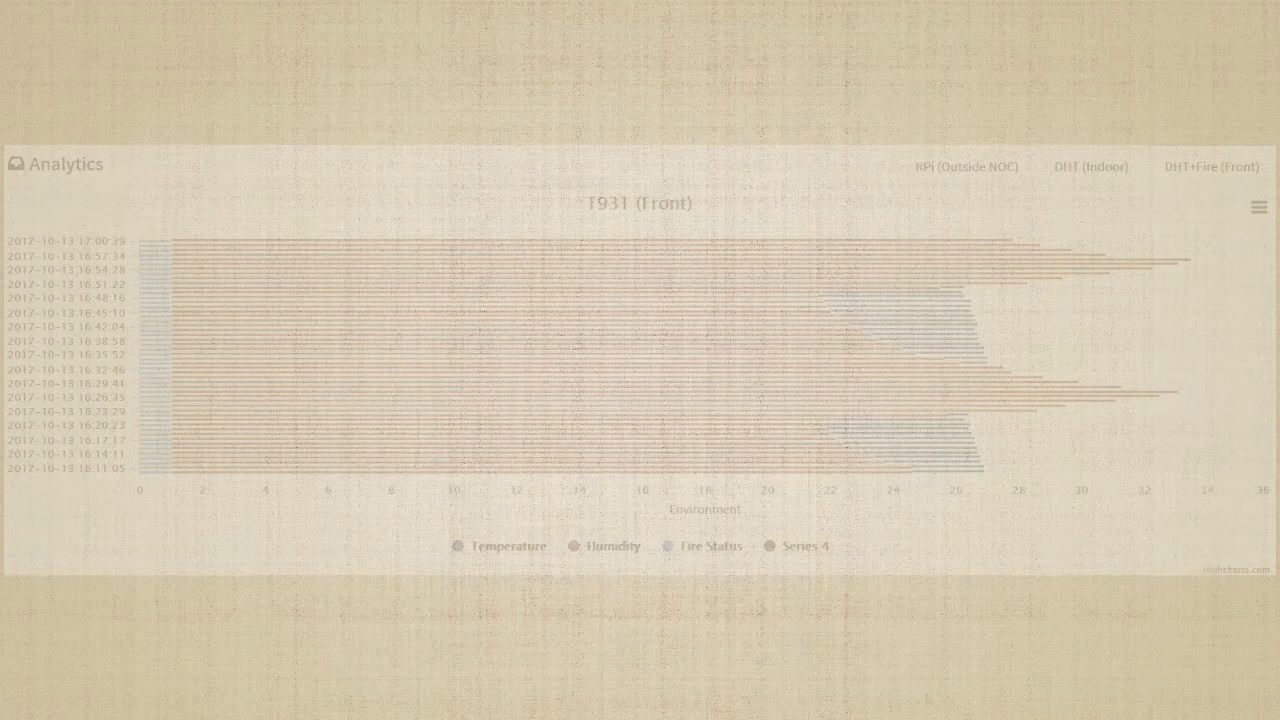 Analytics
RPi (Outside NOC) DHT (Indoor) DHT+Fire (Front)
T931 (Front)
2017-10-13 17:00:39
2017-10-13 16:57:34
2017-10-13 16:54:28
2017-10-13 16:51:22
2017-10-13 16:48:16
2017-10-13 16:45:10
2017-10-13 16:42:04
2017-10-13 16:38:58
2017-10-13 16:35:52
2017-10-13 16:32:46
2017-10-13 16:29:41
2017-10-13 16:26:35
2017-10-13 16:23:29
2017-10-13 16:20:23
2017-10-13 16:17:17
2017-10-13 16:14:11
2017-10-13 16:11:05
0 2 4 6 8 10 12 14 16 18 20 22 24 26 28 30 32 34 36
Environment
Temperature Humidity Fire Status Series 4
Highcharts.com